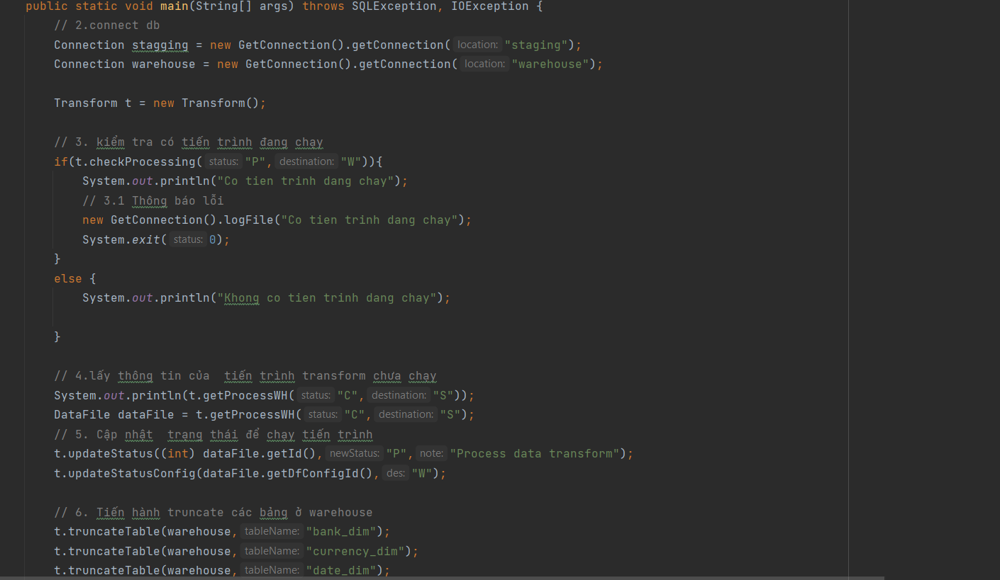 public static void main(String[] args) throws SQLException, IOException {
// 2.connect db
Connection stagging = new GetConnection().getConnection( location: "staging");
Connection warehouse = new GetConnection().getConnection( location: "warehouse");
Transform t = new Transform();
// 3. kiểm tra có tiến trình đang chạy
if(t.checkProcessing( status: "P", destination: "W")){
System.out.println("Co tien trinh dang chay");
// 3.1 Thông báo lỗi
new GetConnection().logFile("Co tien trinh dang chay");
System.exit( status: 0);
}
else {
System.out.println("Khong co tien trinh dang chay");
}
// 4.lấy thông tin của  tiến trình transform chưa chạy
System.out.println(t.getProcessWH( status: "C", destination: "S"));
DataFile dataFile = t.getProcessWH( status: "C", destination: "S");
// 5. Cập nhật  trạng thái để chạy tiến trình
t.updateStatus((int) dataFile.getId(), newStatus: "P", note: "Process data transform");
t.updateStatusConfig(dataFile.getDfConfigId(), des: "W");
// 6. Tiến hành truncate các bảng ở warehouse
t.truncateTable(warehouse, tableName: "bank_dim");
t.truncateTable(warehouse, tableName: "currency_dim");
t.truncateTable(warehouse, tableName: "date_dim");